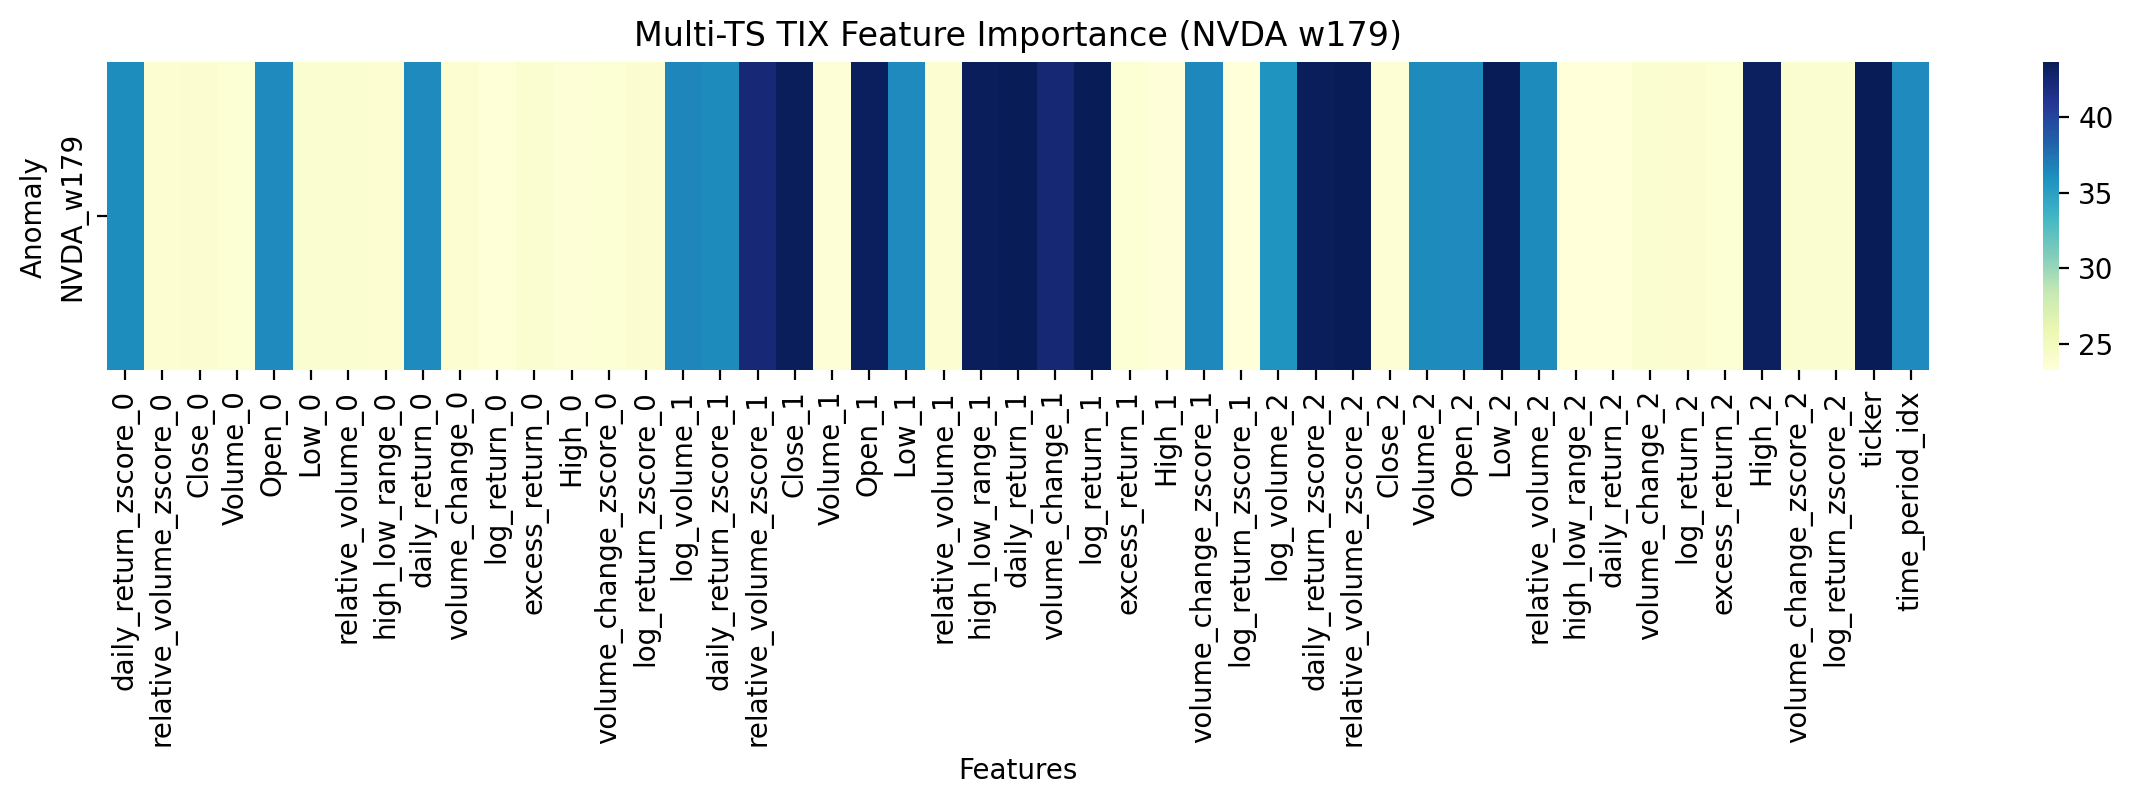 Multi-TS TIX Feature Importance (NVDA w179)
Anomaly
NVDA_w179
40
35
30
25
daily_return_zscore_0
relative_volume_zscore_0
Close_0
Volume_0
Open_0
Low_0
relative_volume_0
high_low_range_0
daily_return_0
volume_change_0
log_return_0
excess_return_0
High_0
volume_change_zscore_0
log_return_zscore_0
log_volume_1
daily_return_zscore_1
relative_volume_zscore_1
Close_1
Volume_1
Open_1
Low_1
relative_volume_1
high_low_range_1
daily_return_1
volume_change_1
log_return_1
excess_return_1
High_1
volume_change_zscore_1
log_return_zscore_1
log_volume_2
daily_return_zscore_2
relative_volume_zscore_2
Close_2
Volume_2
Open_2
Low_2
relative_volume_2
high_low_range_2
daily_return_2
volume_change_2
log_return_2
excess_return_2
High_2
volume_change_zscore_2
log_return_zscore_2
ticker
time_period_idx
Features